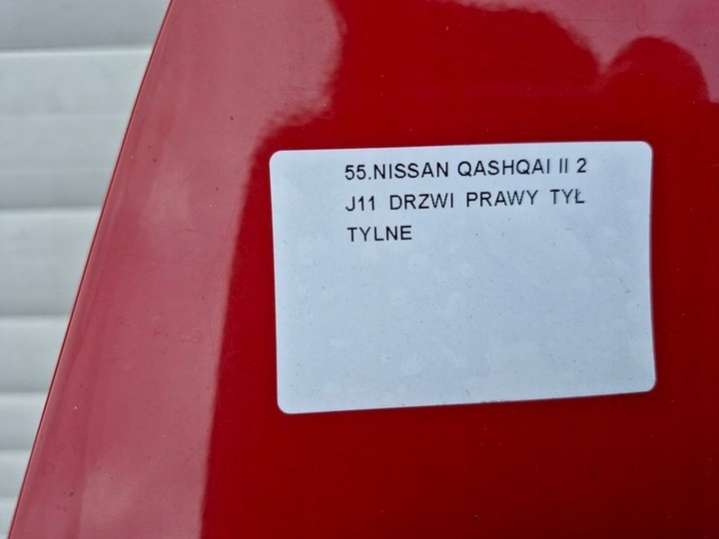 55.NISSAN QASHQAI II 2
J11 DRZWI PRAWY TYŁ
TYLNE